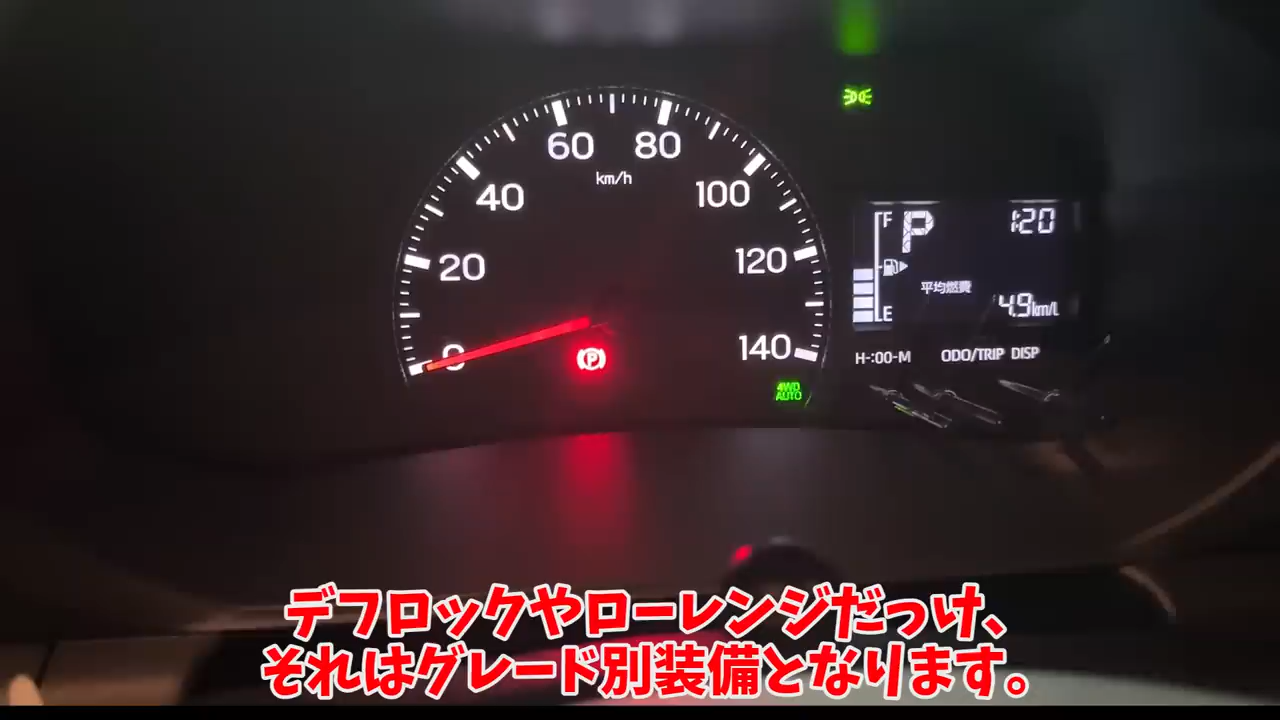 60 80
km/h
40 100
20 120
0 140
4WD
AUTO
F P 1:20
平均燃費
E 4.9km/L
H-:00-M ODO/TRIP DISP
デフロックやローレンジだっけ、
それはグレード別装備となります。